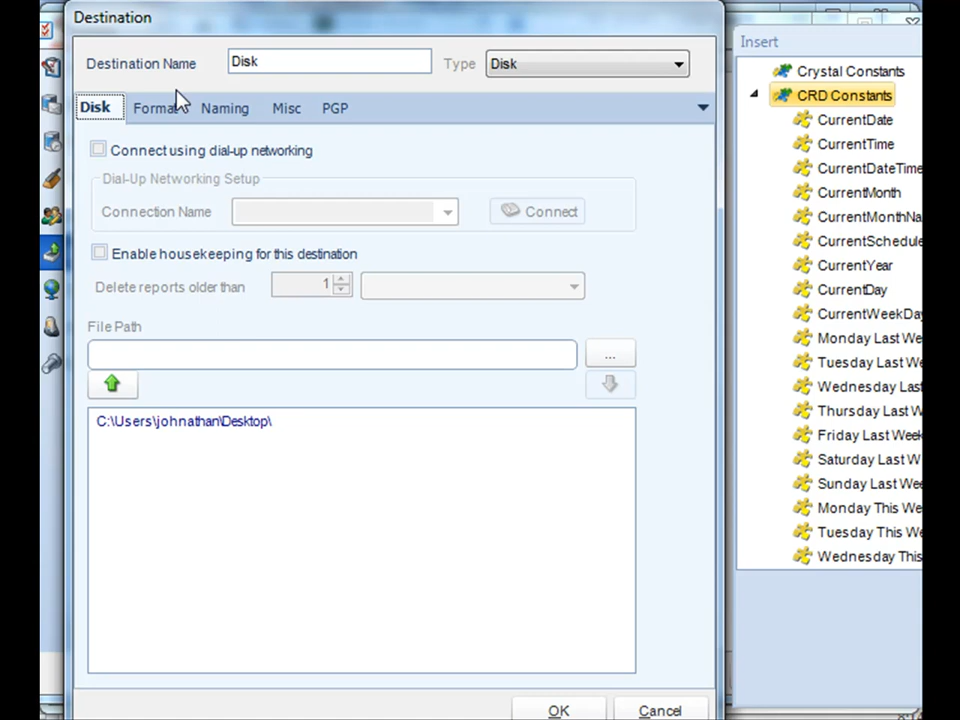 Destination
Destination Name
Disk
Type
Disk
Disk
Format
Naming
Misc
PGP
Connect using dial-up networking
Dial-Up Networking Setup
Connection Name
Connect
Enable housekeeping for this destination
Delete reports older than
1
File Path
...
C:\Users\johnathan\Desktop\
OK
Cancel
Insert
Crystal Constants
CRD Constants
CurrentDate
CurrentTime
CurrentDateTime
CurrentMonth
CurrentMonthNa
CurrentSchedule
CurrentYear
CurrentDay
CurrentWeekDay
Monday Last We
Tuesday Last We
Wednesday Last
Thursday Last W
Friday Last Week
Saturday Last W
Sunday Last Wee
Monday This We
Tuesday This We
Wednesday This